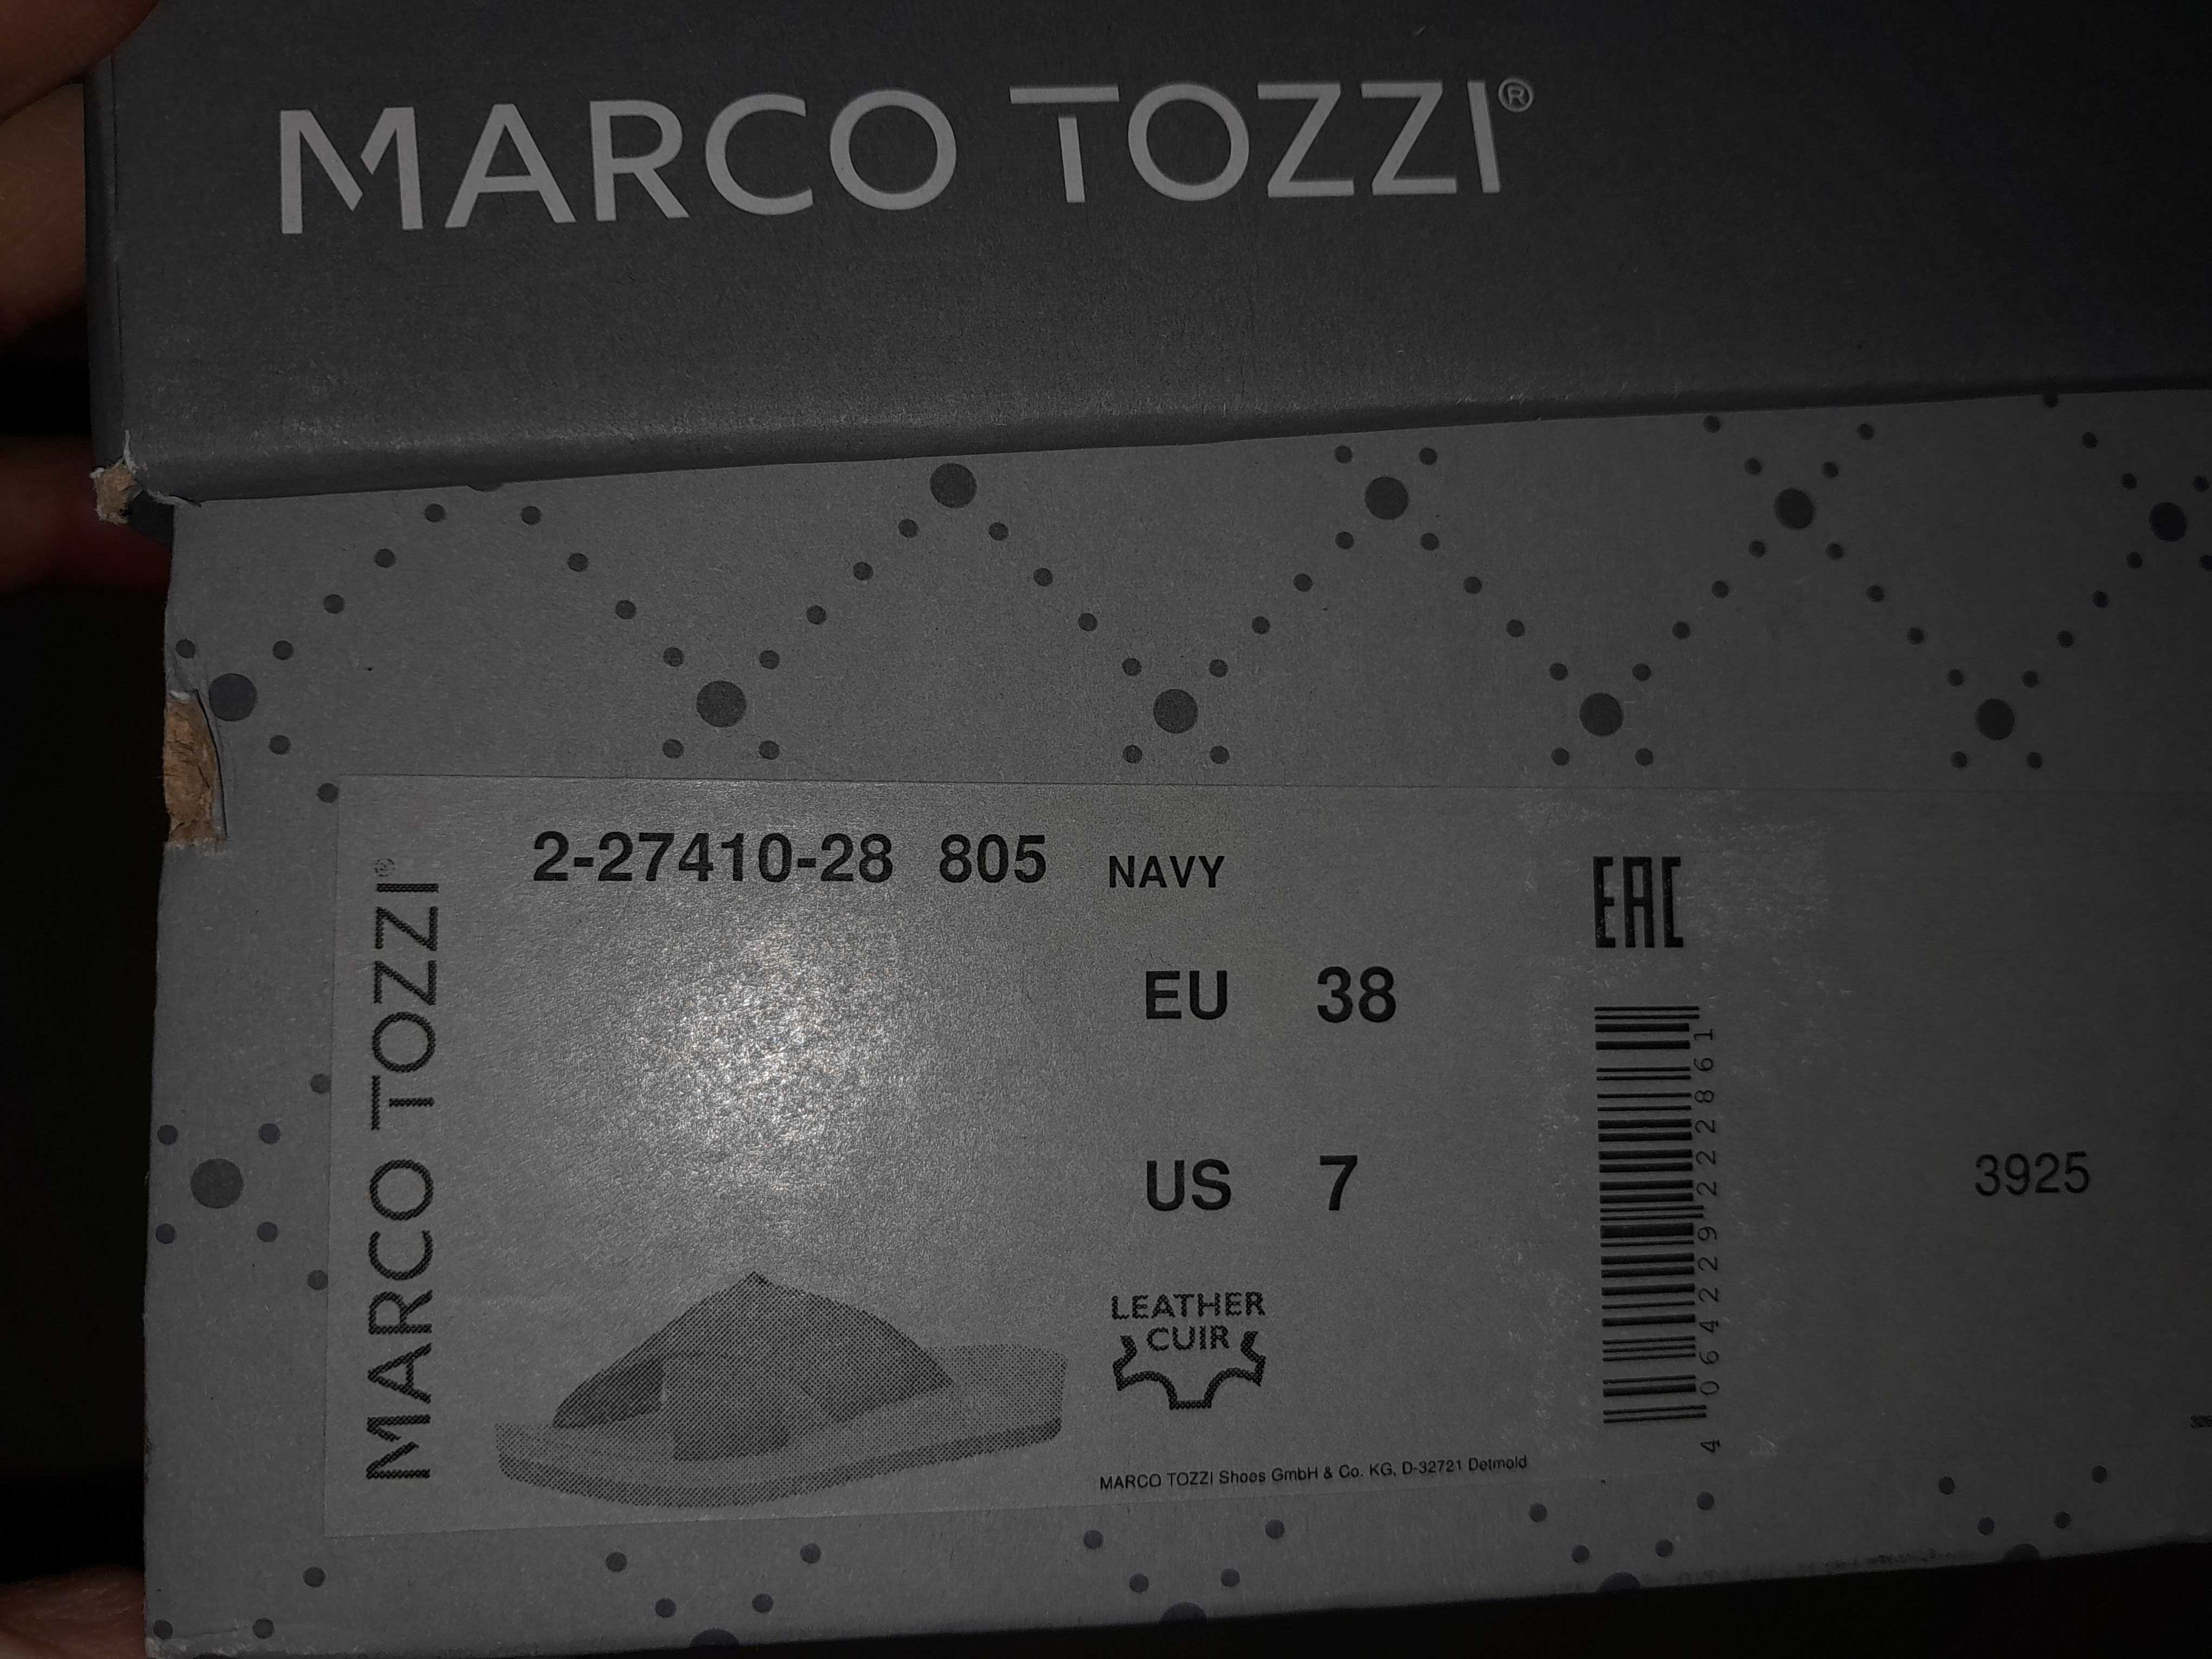 MARCO TOZZI®
MARCO TOZZI®
2-27410-28 805 NAVY
EAC
EU 38
US 7
LEATHER
CUIR
MARCO TOZZI Shoes GmbH & Co. KG, D-32721 Detmold
4 064229 222861
3925